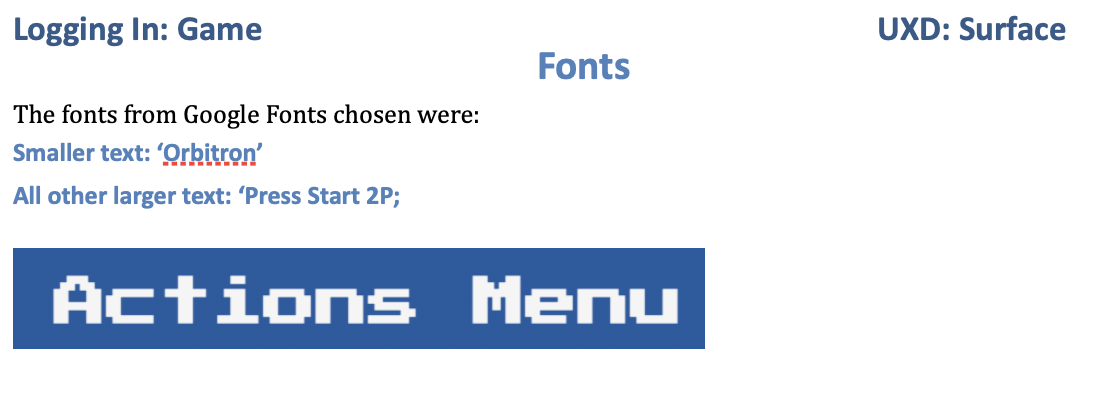 Logging In: Game
UXD: Surface
Fonts
The fonts from Google Fonts chosen were:
Smaller text: ‘Orbitron’
All other larger text: ‘Press Start 2P;
Actions Menu